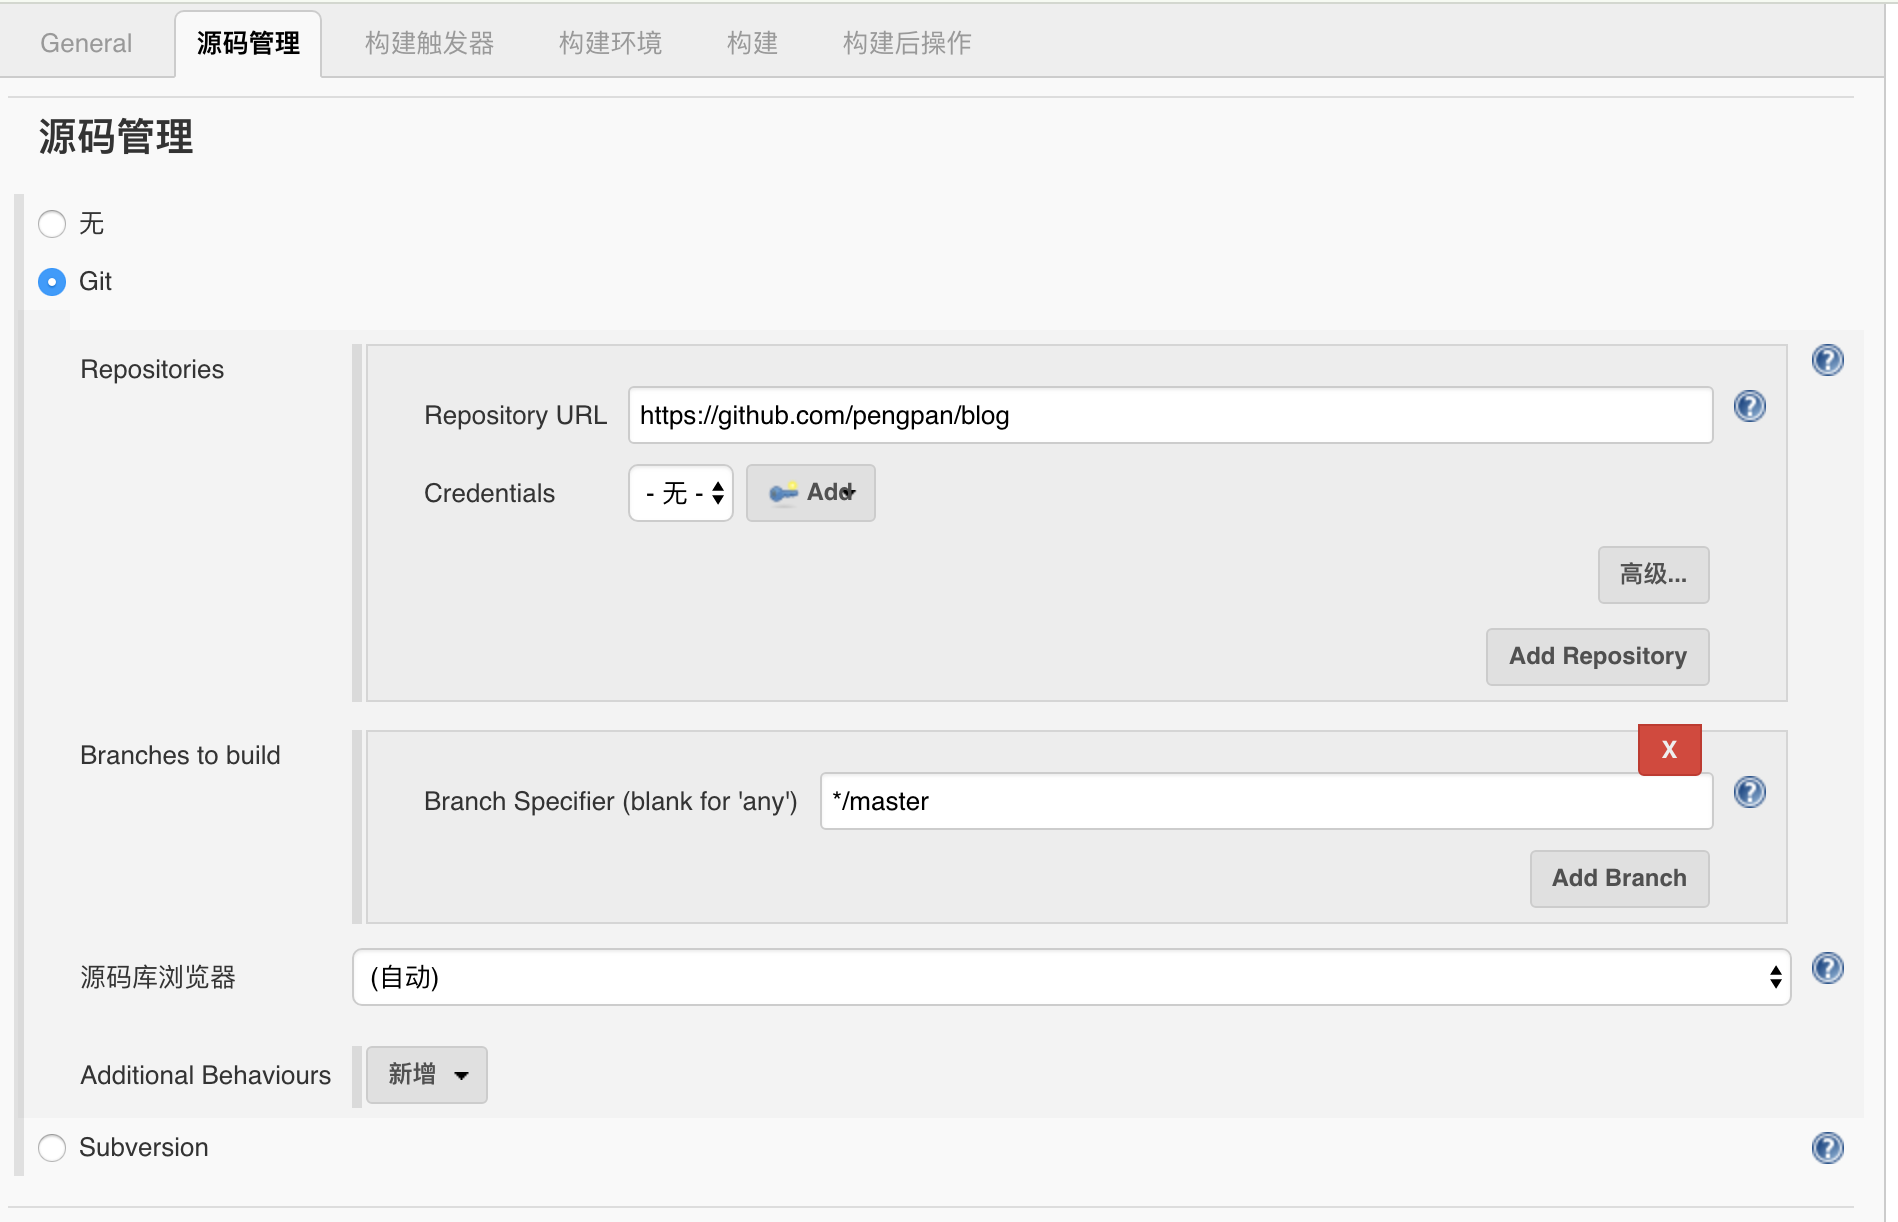 General 源码管理 构建触发器 构建环境 构建 构建后操作
源码管理
无
Git
Repositories
Repository URL https://github.com/pengpan/blog
Credentials - 无 - Add
高级...
Add Repository
Branches to build
X
Branch Specifier (blank for 'any') */master
Add Branch
源码库浏览器 (自动)
Additional Behaviours 新增
Subversion